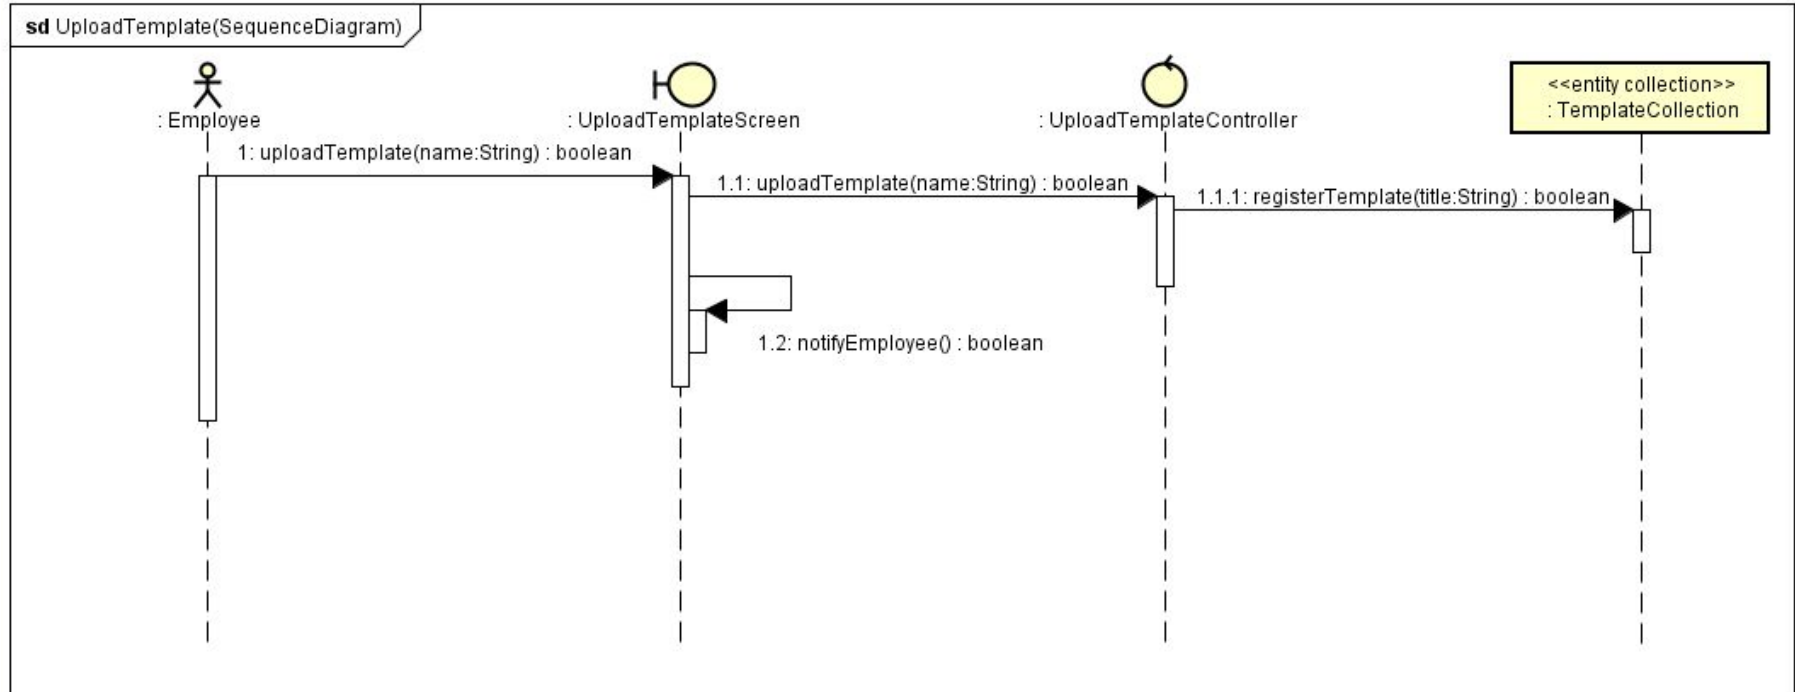 sd UploadTemplate(SequenceDiagram)
<<entity collection>>
: TemplateCollection
: Employee
: UploadTemplateScreen
: UploadTemplateController
1: uploadTemplate(name:String) : boolean
1.1: uploadTemplate(name:String) : boolean
1.1.1: registerTemplate(title:String) : boolean
1.2: notifyEmployee() : boolean